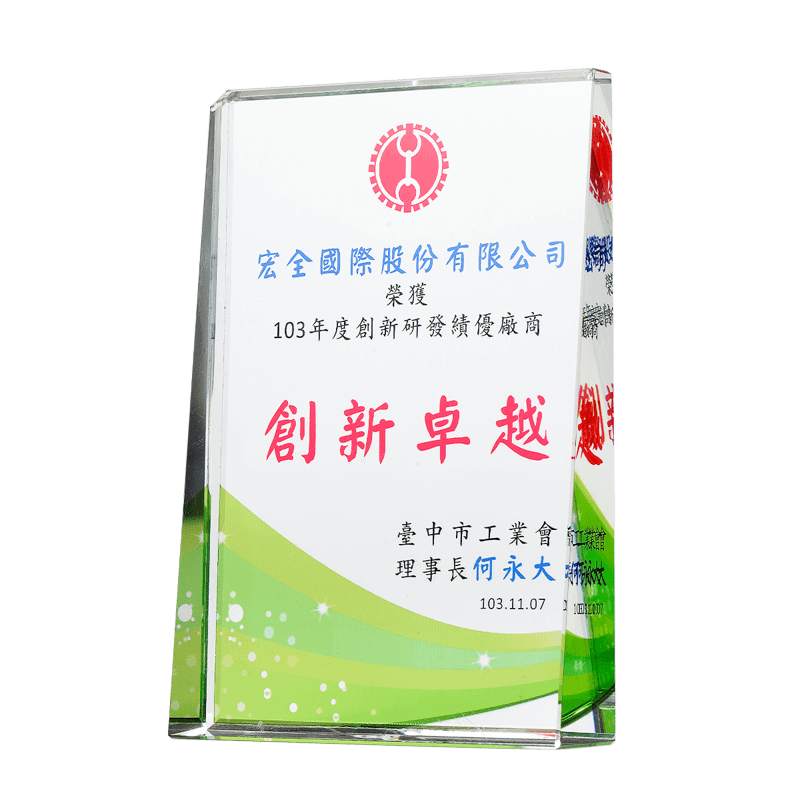 宏全國際股份有限公司
榮獲
103年度創新研發績優廠商
創新卓越
臺中市工業會
理事長何永大
103.11.07